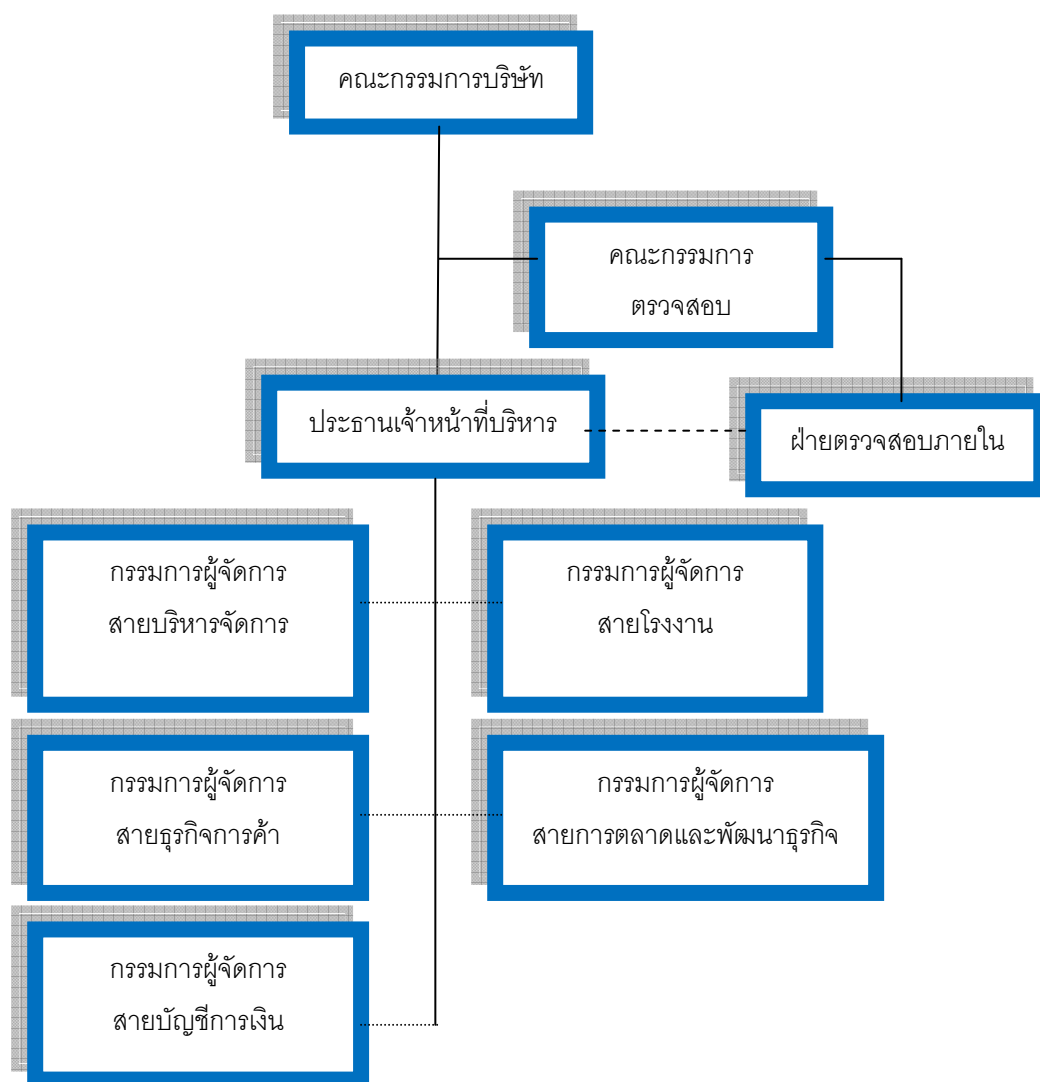 คณะกรรมการบริษัท
คณะกรรมการ
ตรวจสอบ
ประธานเจ้าหน้าที่บริหาร
ฝ่ายตรวจสอบภายใน
กรรมการผู้จัดการ
สายบริหารจัดการ
กรรมการผู้จัดการ
สายโรงงาน
กรรมการผู้จัดการ
สายธุรกิจการค้า
กรรมการผู้จัดการ
สายการตลาดและพัฒนาธุรกิจ
กรรมการผู้จัดการ
สายบัญชีการเงิน